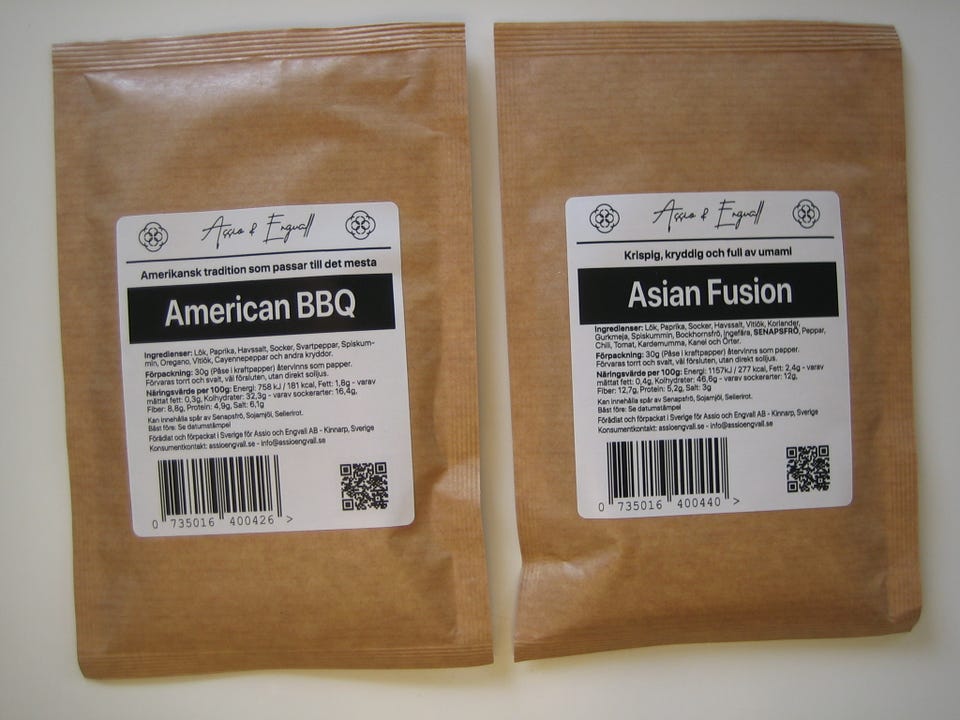 Assio & Engvall
Amerikansk tradition som passar till det mesta
American BBQ
Ingredienser: Lök, Paprika, Havssalt, Socker, Svartpeppar, Spiskum-
min, Oregano, Vitlök, Cayennepeppar och andra kryddor.
Förpackning: 30g (Påse i kraftpapper) återvinns som papper.
Förvaras torrt och svalt, väl försluten, utan direkt solljus.
Näringsvärde per 100g: Energi: 758 kJ / 181 kcal, Fett: 1,8g - varav
mättat fett: 0,3g, Kolhydrater: 32,3g - varav sockerarter: 16,4g,
Fiber: 8,8g, Protein: 4,9g, Salt: 6,1g
Kan innehålla spår av Senapsfrö, Sojamjöl, Sellerirot.
Bäst före: Se datumstämpel
Förädlat och förpackat i Sverige för Assio och Engvall AB - Kinnarp, Sverige
Konsumentkontakt: assioengvall.se - info@assioengvall.se
0 735016 400426 >
Assio & Engvall
Krispig, kryddig och full av umami
Asian Fusion
Ingredienser: Lök, Paprika, Socker, Havssalt, Vitlök, Koriander,
Gurkmeja, Spiskummin, Bockhornsfrö, Ingefära, SENAPSFRÖ, Peppar,
Chili, Tomat, Kardemumma, Kanel och Örter.
Förpackning: 30g (Påse i kraftpapper) återvinns som papper.
Förvaras torrt och svalt, väl försluten, utan direkt solljus.
Näringsvärde per 100g: Energi: 1157kJ / 277 kcal, Fett: 2,4g - varav
mättat fett: 0,4g, Kolhydrater: 46,6g - varav sockerarter: 12g,
Fiber: 12,7g, Protein: 5,2g, Salt: 3g
Kan innehålla spår av Senapsfrö, Sojamjöl, Sellerirot.
Bäst före: Se datumstämpel
Förädlat och förpackat i Sverige för Assio och Engvall AB - Kinnarp, Sverige
Konsumentkontakt: assioengvall.se - info@assioengvall.se
0 735016 400440 >